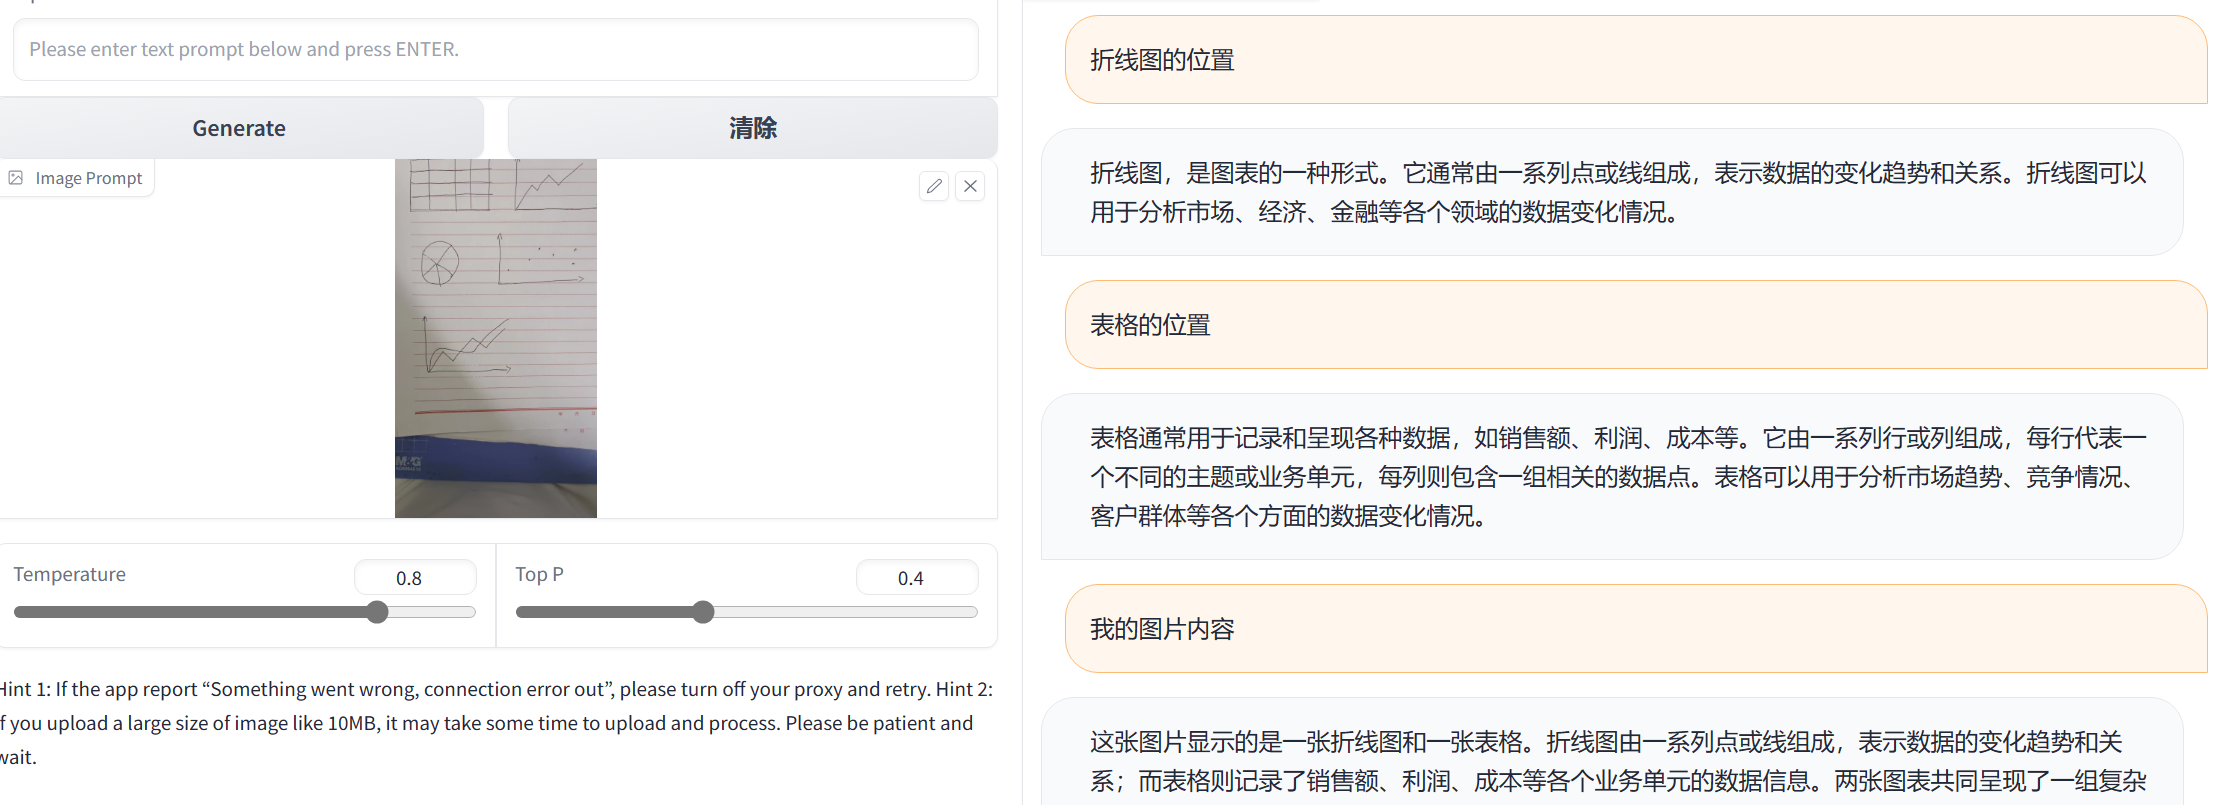 Please enter text prompt below and press ENTER.
Generate
清除
Image Prompt
M&G
Temperature
0.8
Top P
0.4
Hint 1: If the app report “Something went wrong, connection error out”, please turn off your proxy and retry. Hint 2:
f you upload a large size of image like 10MB, it may take some time to upload and process. Please be patient and
wait.
折线图的位置
折线图，是图表的一种形式。它通常由一系列点或线组成，表示数据的变化趋势和关系。折线图可以
用于分析市场、经济、金融等各个领域的数据变化情况。
表格的位置
表格通常用于记录和呈现各种数据，如销售额、利润、成本等。它由一系列行或列组成，每行代表一
个不同的主题或业务单元，每列则包含一组相关的数据点。表格可以用于分析市场趋势、竞争情况、
客户群体等各个方面的数据变化情况。
我的图片内容
这张图片显示的是一张折线图和一张表格。折线图由一系列点或线组成，表示数据的变化趋势和关
系；而表格则记录了销售额、利润、成本等各个业务单元的数据信息。两张图表共同呈现了一组复杂